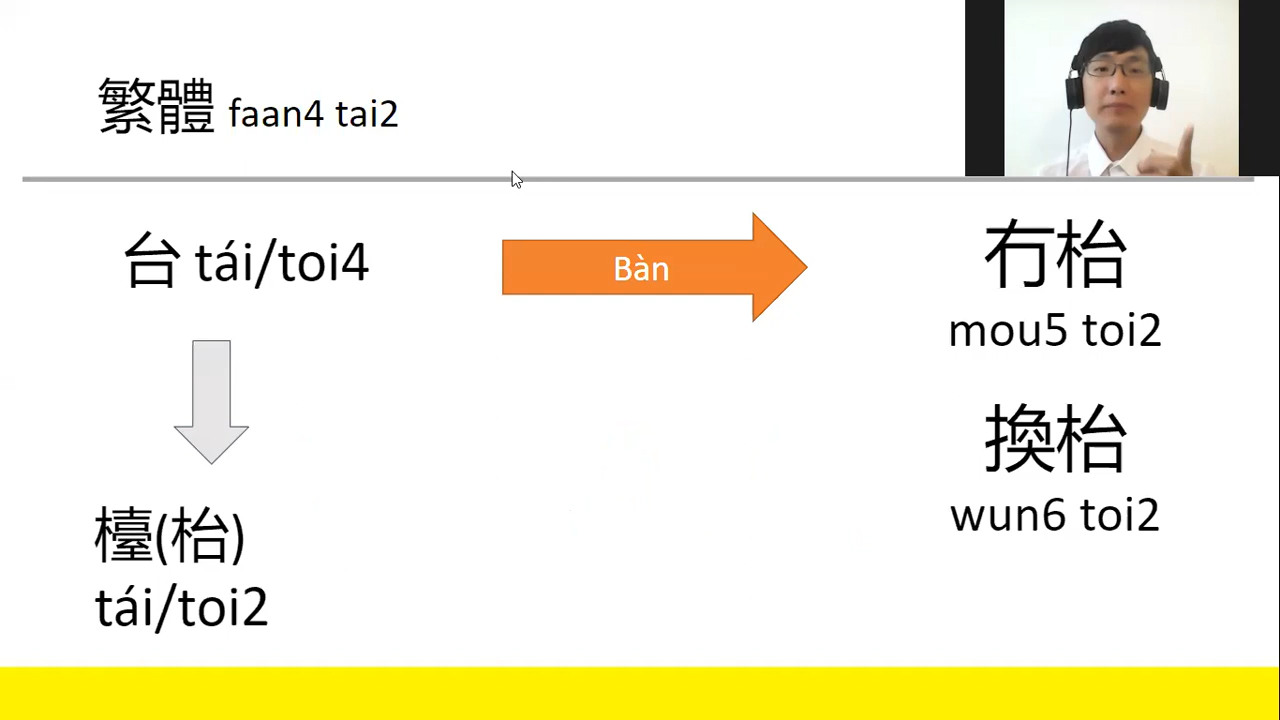 繁體 faan4 tai2
台 tái/toi4
Bàn
冇枱
mou5 toi2
換枱
wun6 toi2
檯(枱)
tái/toi2